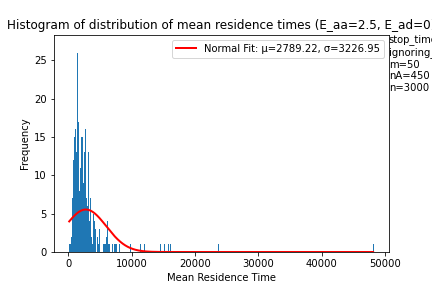 Histogram of distribution of mean residence times (E_aa=2.5, E_ad=0
Normal Fit: μ=2789.22, σ=3226.95
m=50
nA=450
n=3000
Frequency
25
20
15
10
5
0
0 10000 20000 30000 40000 50000
Mean Residence Time